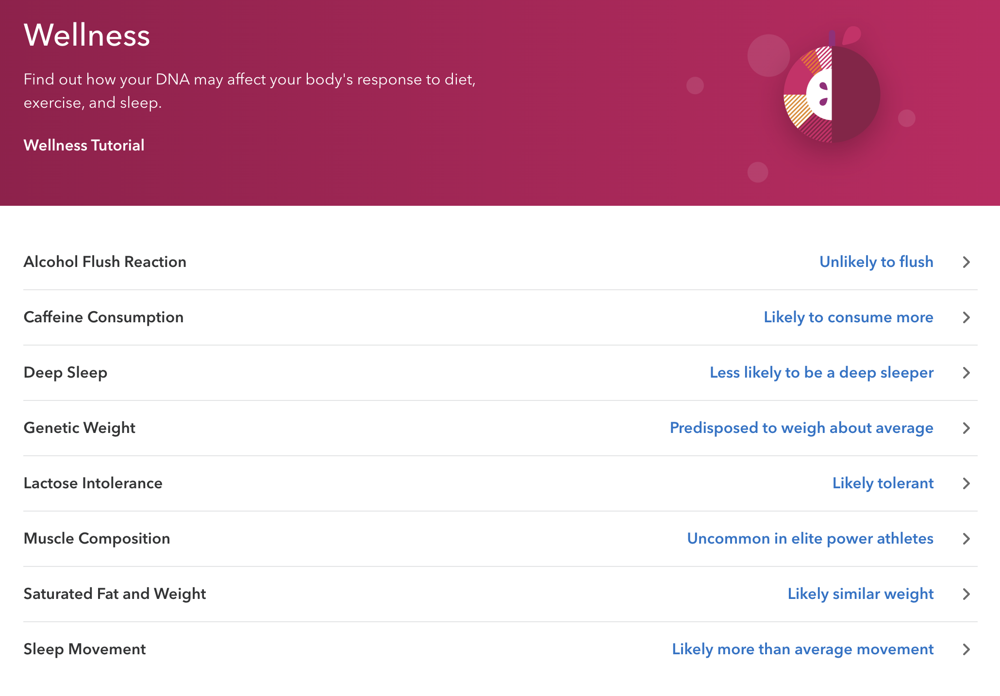 Wellness
Find out how your DNA may affect your body's response to diet,
exercise, and sleep.
Wellness Tutorial
Alcohol Flush Reaction Unlikely to flush
Caffeine Consumption Likely to consume more
Deep Sleep Less likely to be a deep sleeper
Genetic Weight Predisposed to weigh about average
Lactose Intolerance Likely tolerant
Muscle Composition Uncommon in elite power athletes
Saturated Fat and Weight Likely similar weight
Sleep Movement Likely more than average movement